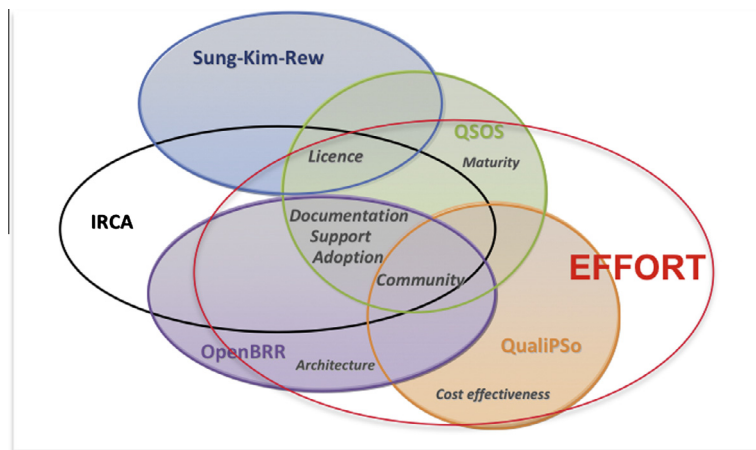 Sung-Kim-Rew
QSOS
Licence
Maturity
IRCA
Documentation
Support
Adoption
Community
EFFORT
OpenBRR
QualiPSo
Architecture
Cost effectiveness